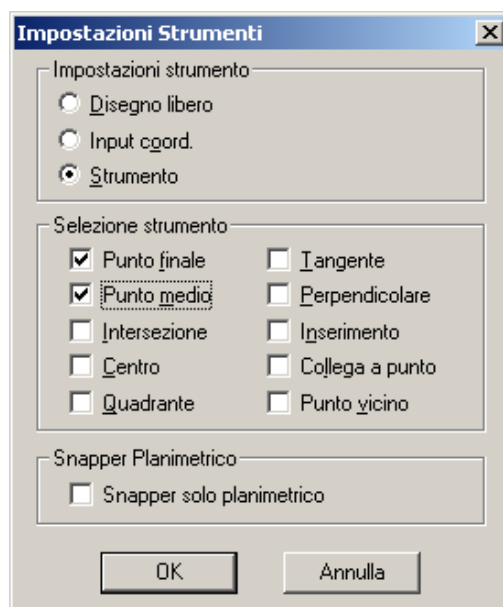 Impostazioni Strumenti
Impostazioni strumento
Disegno libero
Input coord.
Strumento
Selezione strumento
Punto finale
Tangente
Punto medio
Perpendicolare
Intersezione
Inserimento
Centro
Collega a punto
Quadrante
Punto vicino
Snapper Planimetrico
Snapper solo planimetrico
OK
Annulla